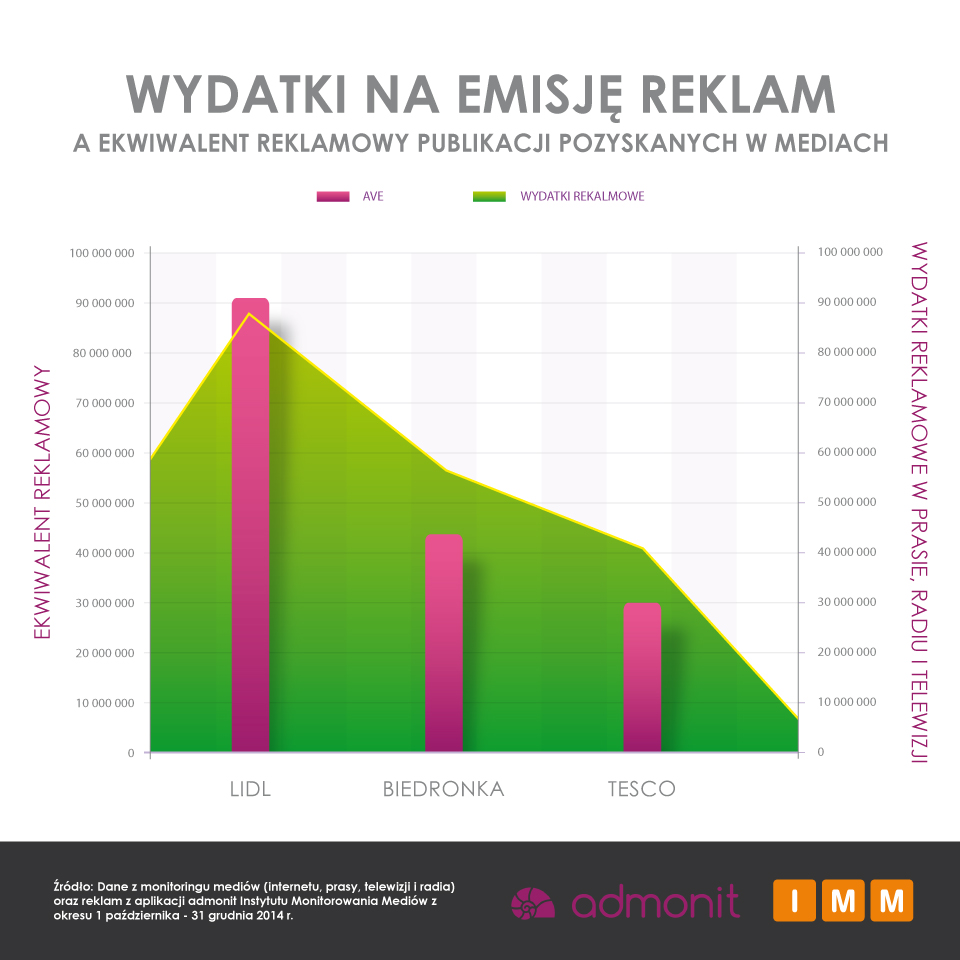 WYDATKI NA EMISJĘ REKLAM
A EKWIWALENT REKLAMOWY PUBLIKACJI POZYSKANYCH W MEDIACH
AVE
WYDATKI REKALMOWE
EKWIWALENT REKLAMOWY
100 000 000
90 000 000
80 000 000
70 000 000
60 000 000
50 000 000
40 000 000
30 000 000
20 000 000
10 000 000
0
100 000 000
90 000 000
80 000 000
70 000 000
60 000 000
50 000 000
40 000 000
30 000 000
20 000 000
10 000 000
0
WYDATKI REKLAMOWE W PRASIE, RADIU I TELEWIZJI
LIDL
BIEDRONKA
TESCO
Źródło: Dane z monitoringu mediów (internetu, prasy, telewizji i radia)
oraz reklam z aplikacji admonit Instytutu Monitorowania Mediów z
okresu 1 października - 31 grudnia 2014 r.
admonit
IMM